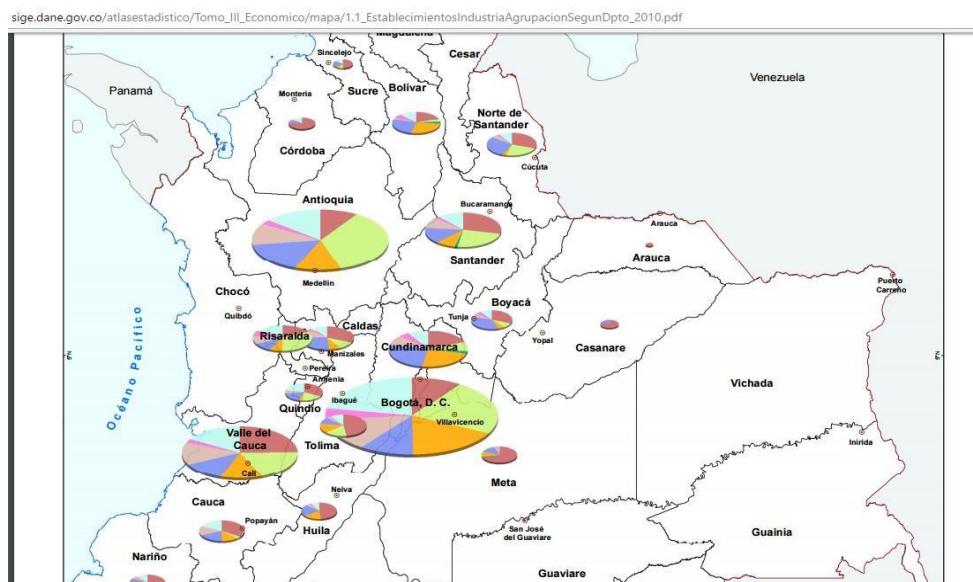 sige.dane.gov.co/atlasestadistico/Tomo_III_Economico/mapa/1.1_EstablecimientosIndustriaAgrupacionSegunDpto_2010.pdf
Magdalena
Cesar
Sincelejo
Venezuela
Panamá
Sucre
Bolívar
Montería
Norte de
Santander
Córdoba
Cúcuta
Antioquia
Bucaramanga
Arauca
Santander
Arauca
Medellín
Puerto
Carreño
Chocó
Quibdó
Boyacá
Tunja
Yopal
Caldas
Risaralda
Casanare
Cundinamarca
Manizales
Océano Pacífico
Pereira
Armenia
Vichada
Ibagué
Bogotá, D. C.
Quindío
Villavicencio
Valle del
Cauca
Tolima
Inirida
Cali
Meta
Neiva
Cauca
Popayán
Huila
San José
del Guaviare
Guainía
Nariño
Guaviare